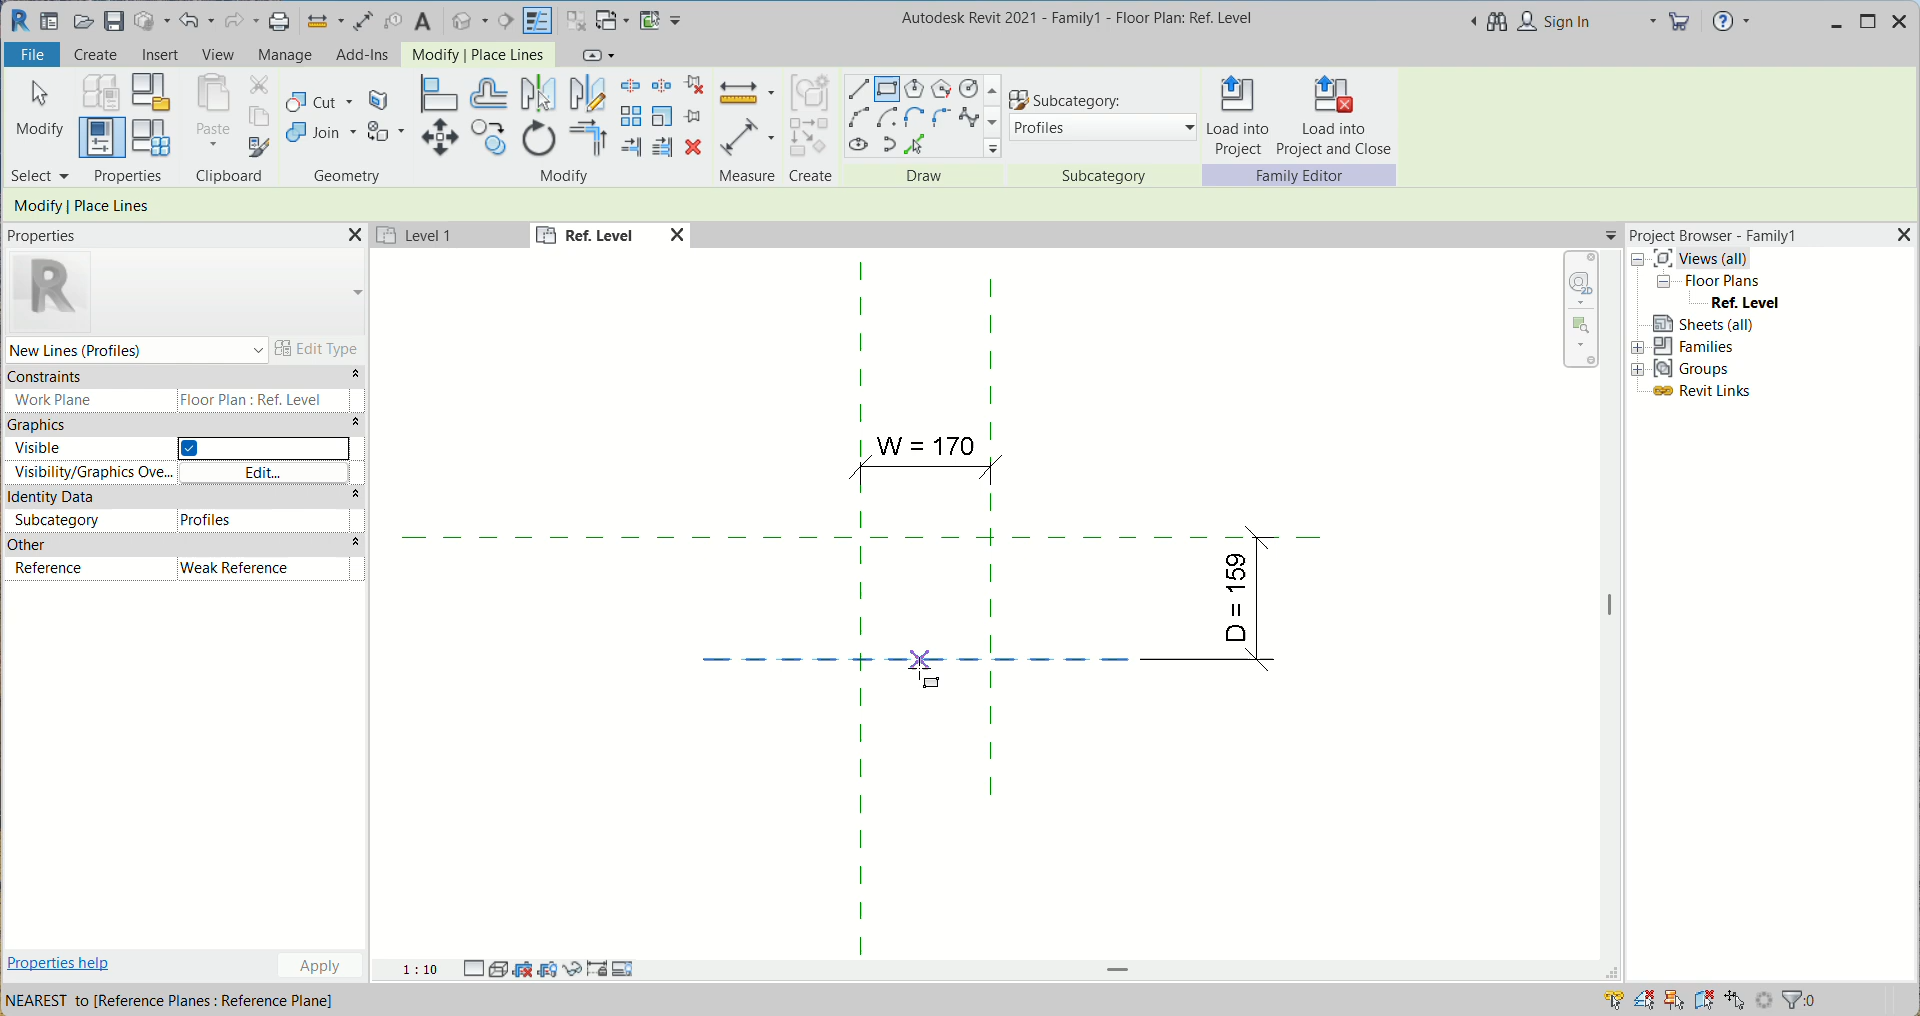 Autodesk Revit 2021 - Family1 - Floor Plan: Ref. Level
Sign In
File
Create
Insert
View
Manage
Add-Ins
Modify | Place Lines
Modify
Paste
Cut
Join
Subcategory:
Profiles
Load into
Project
Load into
Project and Close
Select
Properties
Clipboard
Geometry
Modify
Measure
Create
Draw
Subcategory
Family Editor
Modify | Place Lines
Properties
New Lines (Profiles)
Edit Type
Constraints
Work Plane
Floor Plan : Ref. Level
Graphics
Visible
Visibility/Graphics Ove...
Edit...
Identity Data
Subcategory
Profiles
Other
Reference
Weak Reference
Properties help
Apply
Level 1
Ref. Level
2D
W = 170
D = 159
1 : 10
Project Browser - Family1
Views (all)
Floor Plans
Ref. Level
Sheets (all)
Families
Groups
Revit Links
NEAREST to [Reference Planes : Reference Plane]
:0